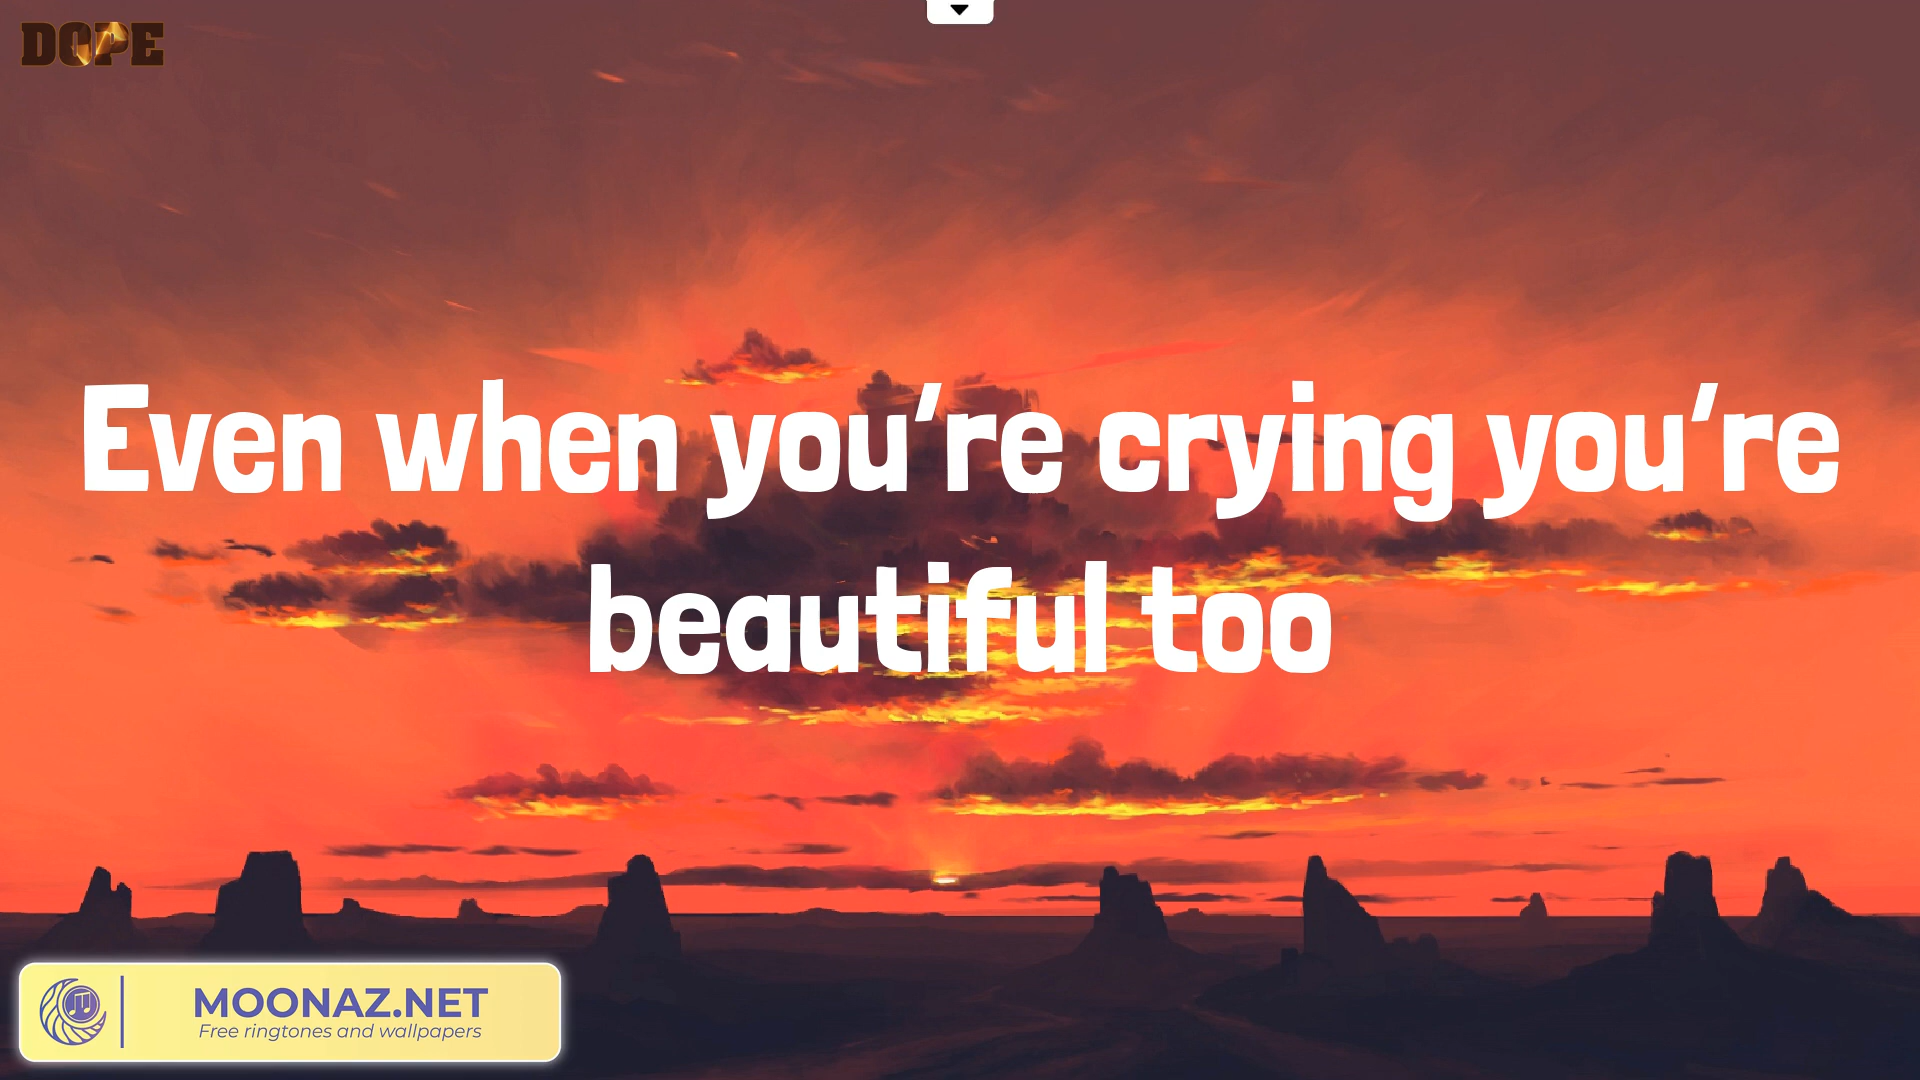 DOPE
Even when you're crying you're
beautiful too
MOONAZ.NET
Free ringtones and wallpapers